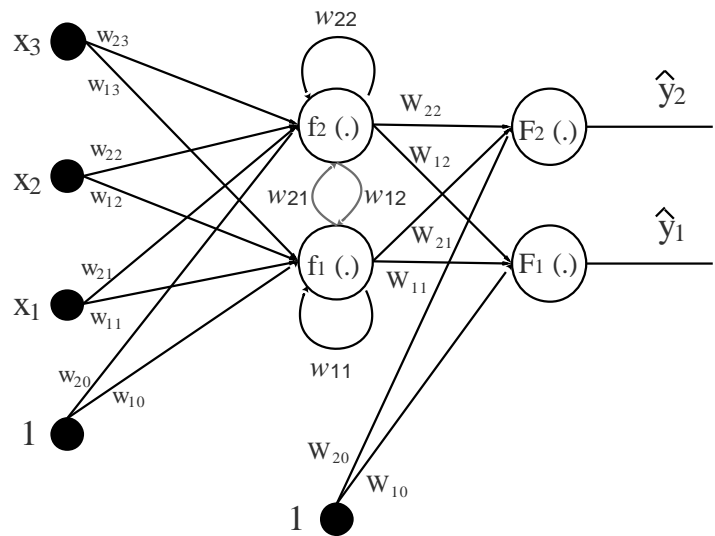 x₃ w₂₃ w₂₂ ŷ₂
w₁₃ W₂₂
f₂ (.) F₂ (.)
x₂ w₂₂ W₁₂
w₁₂ w₂₁ w₁₂
W₂₁ ŷ₁
w₂₁ f₁ (.) F₁ (.)
x₁ w₁₁ W₁₁
w₂₀ w₁₁
w₁₀
1
W₂₀
W₁₀
1